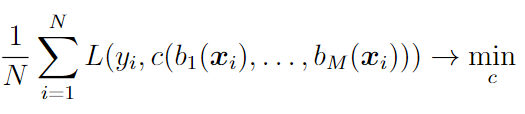 $$\frac{1}{N} \sum_{i=1}^{N} L(y_i, c(b_1(\boldsymbol{x}_i), \ldots, b_M(\boldsymbol{x}_i))) \to \min_{c}$$